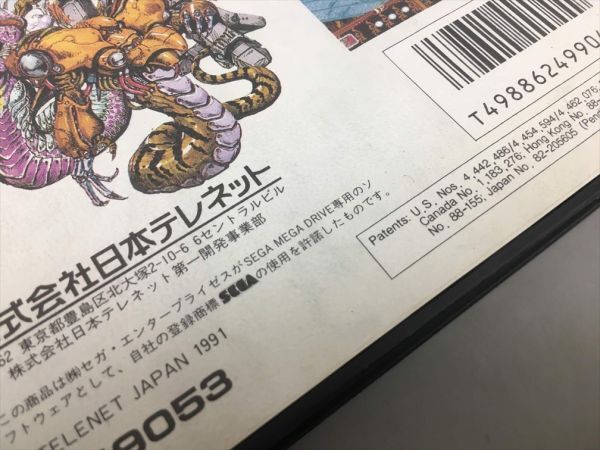 式会社日本テレネット
62 東京都豊島区北大塚2-10-6 6セントラルビル
株式会社日本テレネット 第一開発事業部
この商品は㈱セガ・エンタープライゼスがSEGA MEGA DRIVE専用のソ
フトウェアとして、自社の登録商標 SEGA の使用を許諾したものです。
TELENET JAPAN 1991
9053
T4988624990
Patents: U.S. Nos. 4,442,486/4,454,594/4,462,076;
Canada No. 1,183,276; Hong Kong No. 88-
No. 88-155; Japan No. 82-205605 (Pend